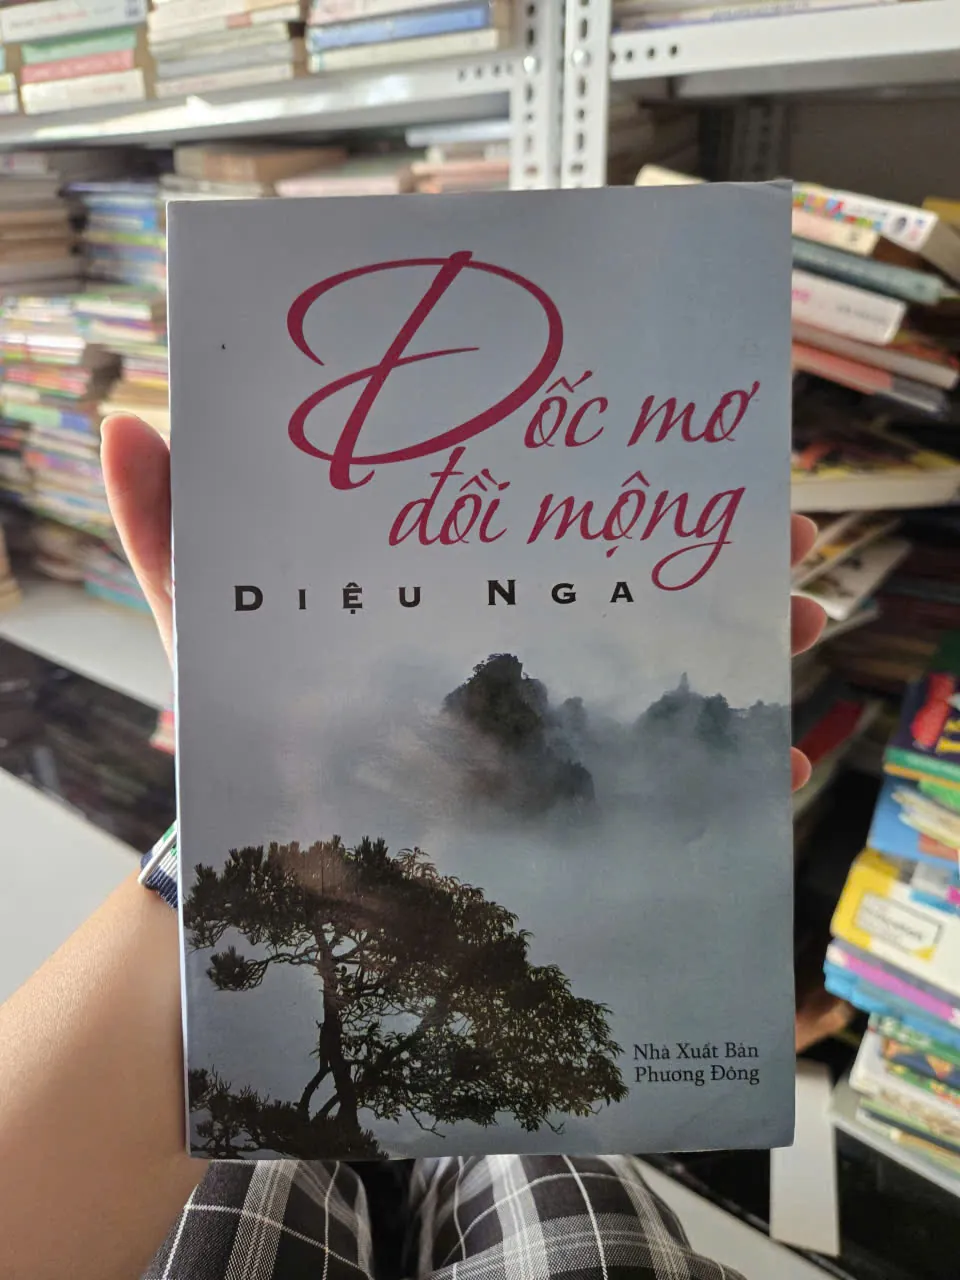 Dốc mơ
đồi mộng
DIỆU NGA
Nhà Xuất Bản
Phương Đông